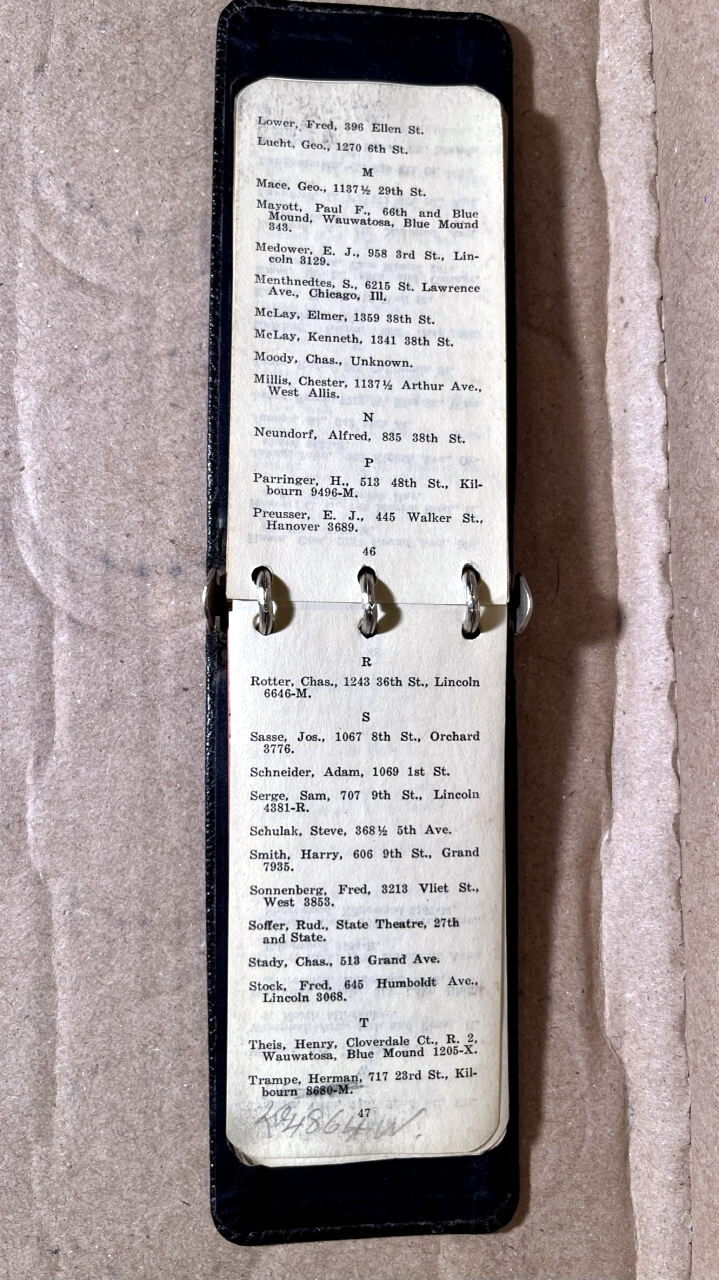 Lower, Fred, 396 Ellen St.
Lucht, Geo., 1270 6th St.
M
Mace, Geo., 1137½ 29th St.
Mayott, Paul F., 66th and Blue
Mound, Wauwatosa, Blue Mound
343.
Medower, E. J., 958 3rd St., Lin-
coln 3129.
Menthnedtes, S., 6215 St. Lawrence
Ave., Chicago, Ill.
McLay, Elmer, 1359 38th St.
McLay, Kenneth, 1341 38th St.
Moody, Chas., Unknown.
Millis, Chester, 1137½ Arthur Ave.,
West Allis.
N
Neundorf, Alfred, 835 38th St.
P
Parringer, H., 513 48th St., Kil-
bourn 9496-M.
Preusser, E. J., 445 Walker St.,
Hanover 3689.
46
R
Rotter, Chas., 1243 36th St., Lincoln
6646-M.
S
Sasse, Jos., 1067 8th St., Orchard
3776.
Schneider, Adam, 1069 1st St.
Serge, Sam, 707 9th St., Lincoln
4381-R.
Schulak, Steve, 368½ 5th Ave.
Smith, Harry, 606 9th St., Grand
7935.
Sonnenberg, Fred, 3213 Vliet St.,
West 3853.
Soffer, Rud., State Theatre, 27th
and State.
Stady, Chas., 513 Grand Ave.
Stock, Fred, 645 Humboldt Ave.,
Lincoln 3068.
T
Theis, Henry, Cloverdale Ct., R. 2,
Wauwatosa, Blue Mound 1205-X.
Trampe, Herman, 717 23rd St., Kil-
bourn 8680-M.
47